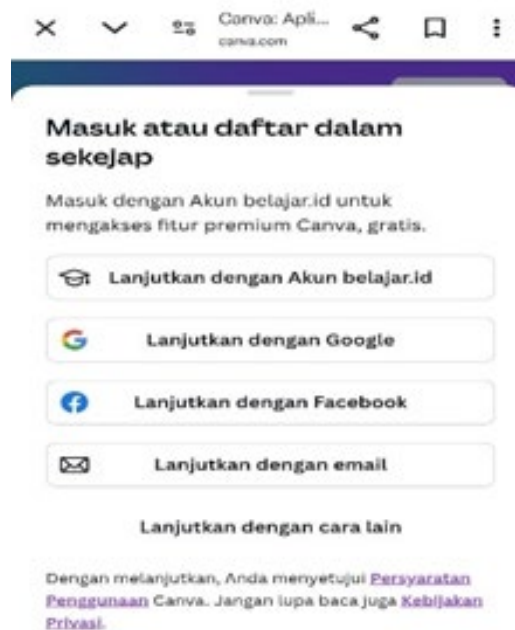 Canva: Apli...
canva.com
Masuk atau daftar dalam
sekejap
Masuk dengan Akun belajar.id untuk
mengakses fitur premium Canva, gratis.
Lanjutkan dengan Akun belajar.id
Lanjutkan dengan Google
Lanjutkan dengan Facebook
Lanjutkan dengan email
Lanjutkan dengan cara lain
Dengan melanjutkan, Anda menyetujui Persyaratan
Penggunaan Canva. Jangan lupa baca juga Kebijakan
Privasi.